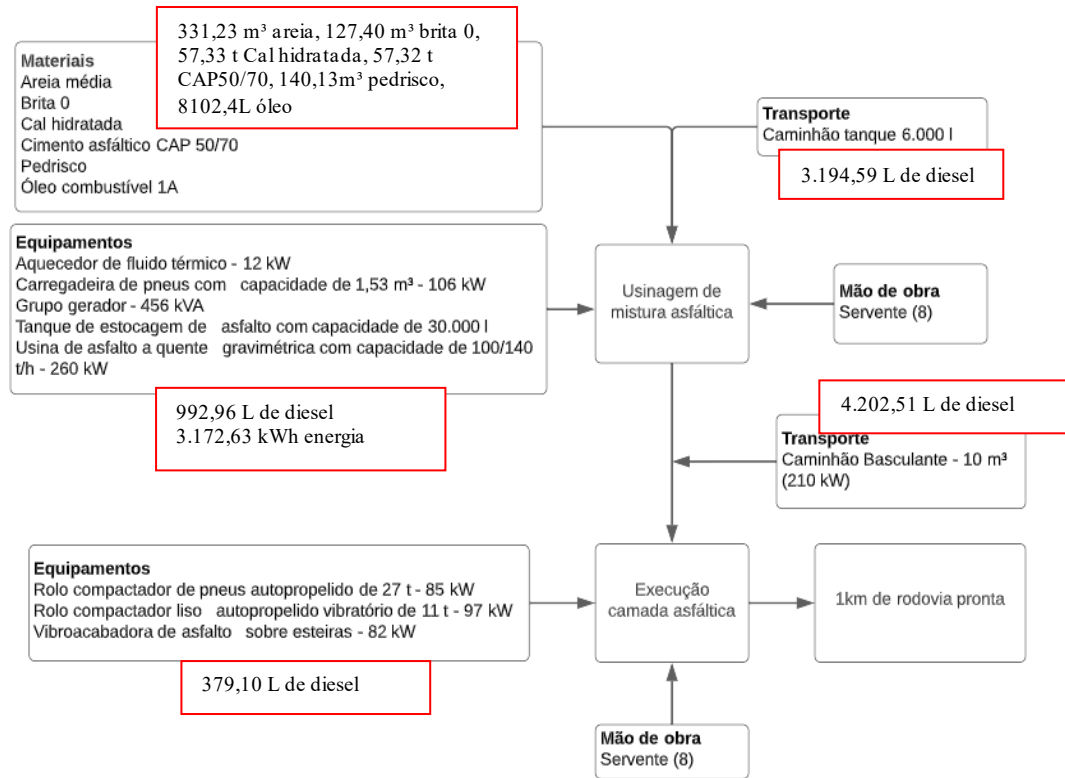 331,23 m³ areia, 127,40 m³ brita 0,
57,33 t Cal hidratada, 57,32 t
CAP50/70, 140,13m³ pedrisco,
8102,4L óleo
Materiais
Areia média
Brita 0
Cal hidratada
Cimento asfáltico CAP 50/70
Pedrisco
Óleo combustível 1A
Transporte
Caminhão tanque 6.000 l
3.194,59 L de diesel
Equipamentos
Aquecedor de fluido térmico - 12 kW
Carregadeira de pneus com capacidade de 1,53 m³ - 106 kW
Grupo gerador - 456 kVA
Tanque de estocagem de asfalto com capacidade de 30.000 l
Usina de asfalto a quente gravimétrica com capacidade de 100/140
t/h - 260 kW
992,96 L de diesel
3.172,63 kWh energia
Usinagem de
mistura asfáltica
Mão de obra
Servente (8)
4.202,51 L de diesel
Transporte
Caminhão Basculante - 10 m³
(210 kW)
Equipamentos
Rolo compactador de pneus autopropelido de 27 t - 85 kW
Rolo compactador liso autopropelido vibratório de 11 t - 97 kW
Vibroacabadora de asfalto sobre esteiras - 82 kW
379,10 L de diesel
Execução
camada asfáltica
1km de rodovia pronta
Mão de obra
Servente (8)